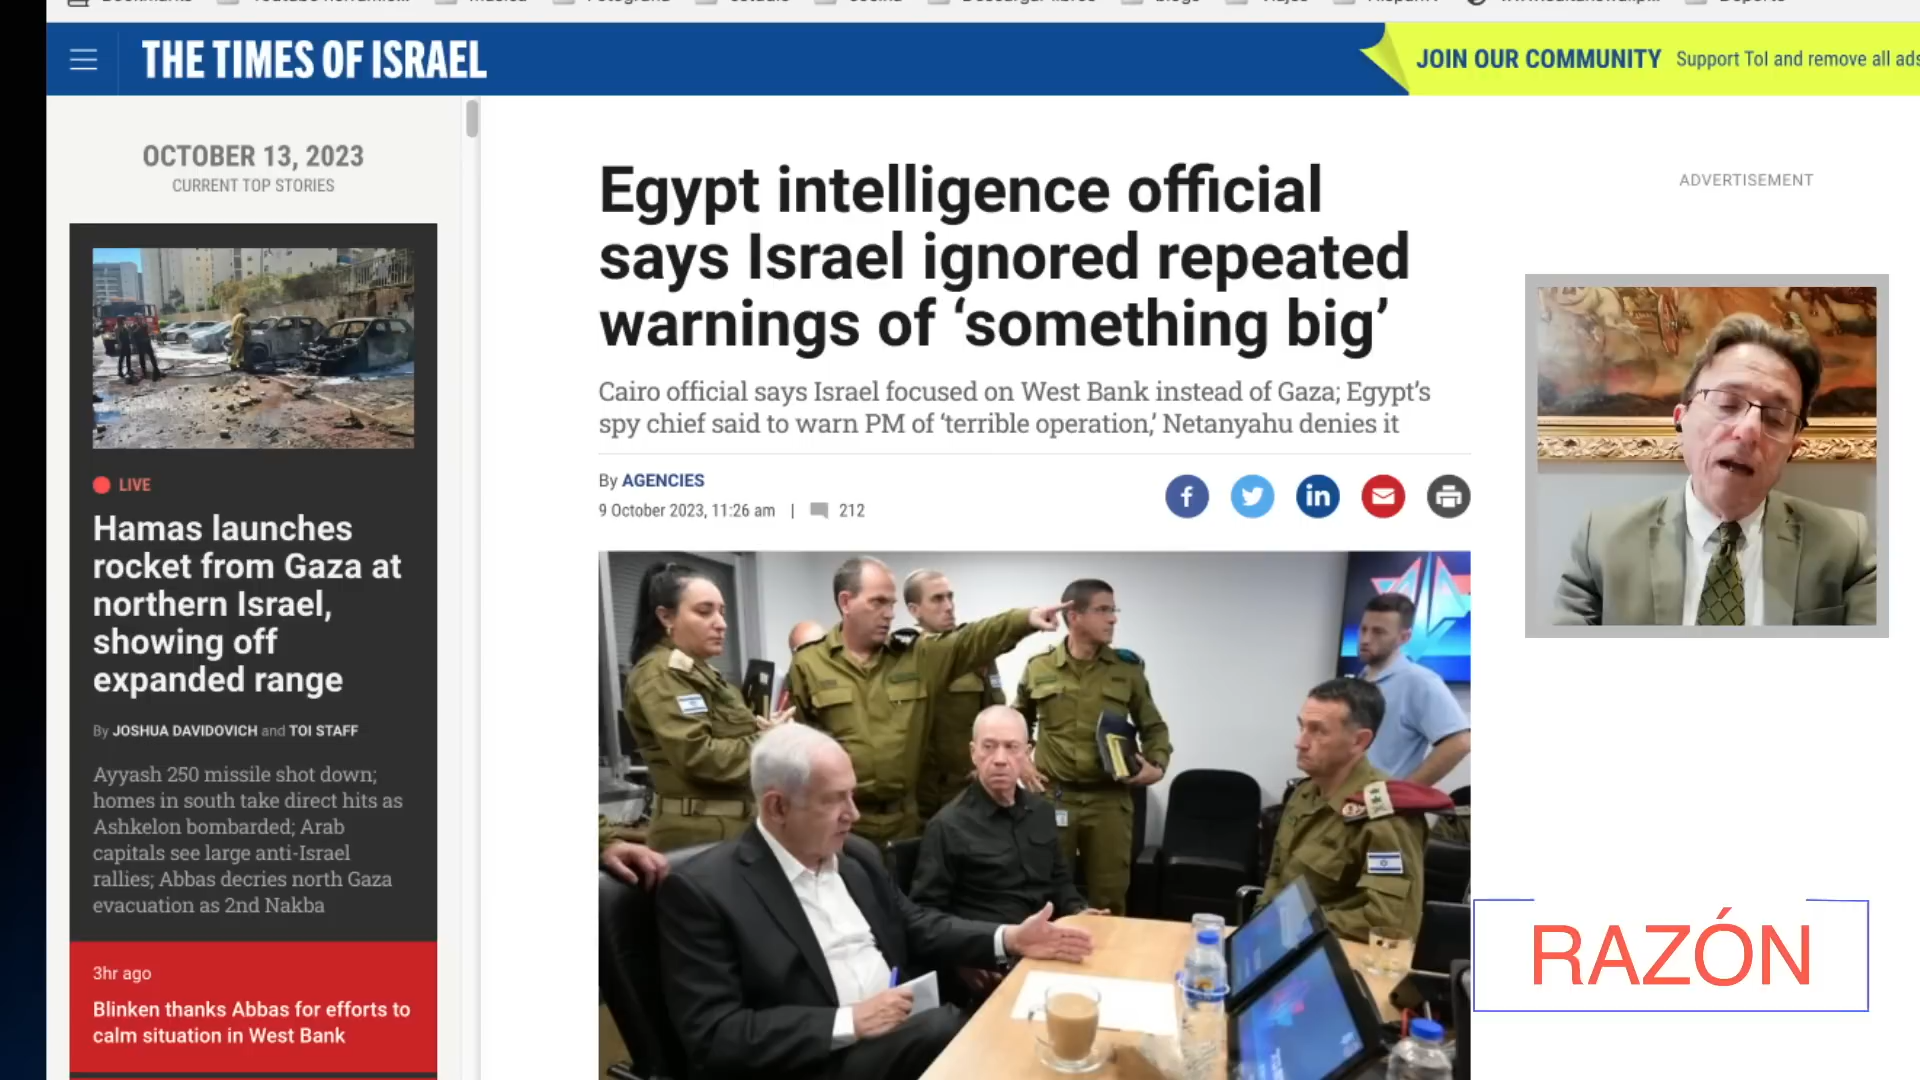 THE TIMES OF ISRAEL
JOIN OUR COMMUNITY Support ToI and remove all ads
OCTOBER 13, 2023
CURRENT TOP STORIES
LIVE
Hamas launches
rocket from Gaza at
northern Israel,
showing off
expanded range
By JOSHUA DAVIDOVICH and TOI STAFF
Ayyash 250 missile shot down;
homes in south take direct hits as
Ashkelon bombarded; Arab
capitals see large anti-Israel
rallies; Abbas decries north Gaza
evacuation as 2nd Nakba
3hr ago
Blinken thanks Abbas for efforts to
calm situation in West Bank
Egypt intelligence official
says Israel ignored repeated
warnings of ‘something big’
Cairo official says Israel focused on West Bank instead of Gaza; Egypt’s
spy chief said to warn PM of ‘terrible operation,’ Netanyahu denies it
By AGENCIES
9 October 2023, 11:26 am | 212
ADVERTISEMENT
RAZÓN